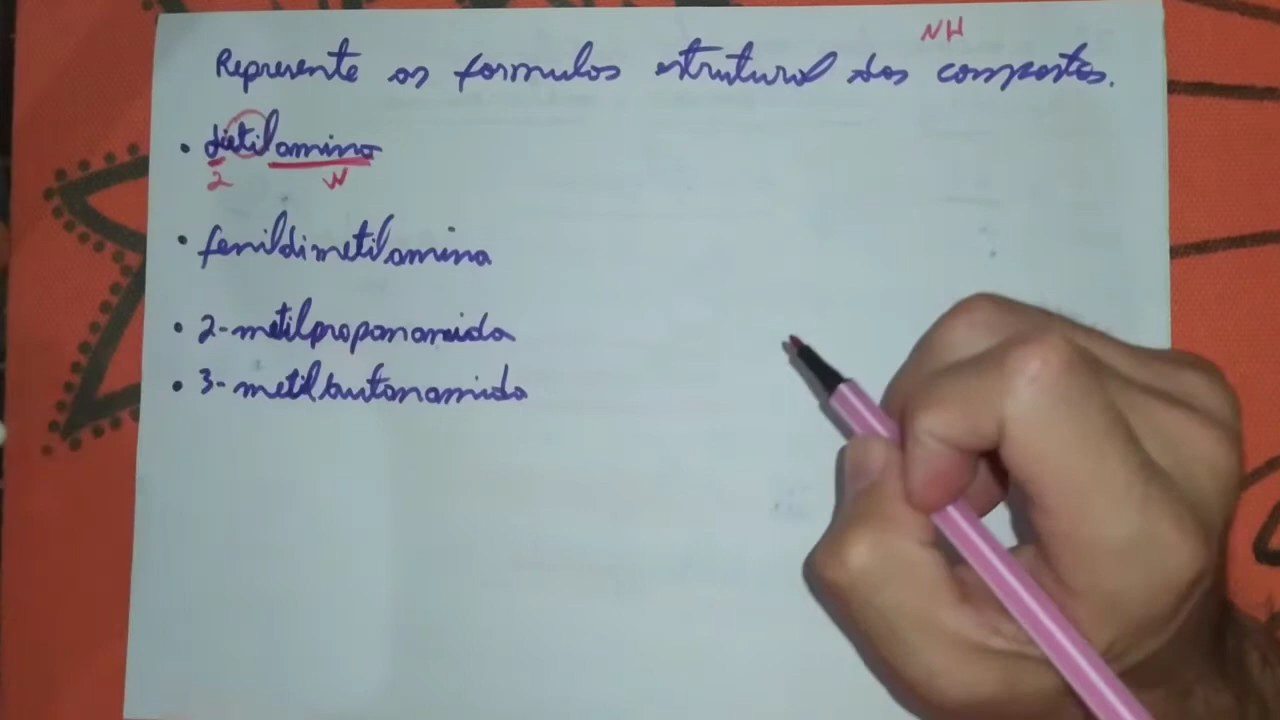 NH
Represente as formulas estrutural dos compostos.
• dietilamina
2 N
• fenildimetilamina
• 2-metilpropanamida
• 3-metilbutanamida